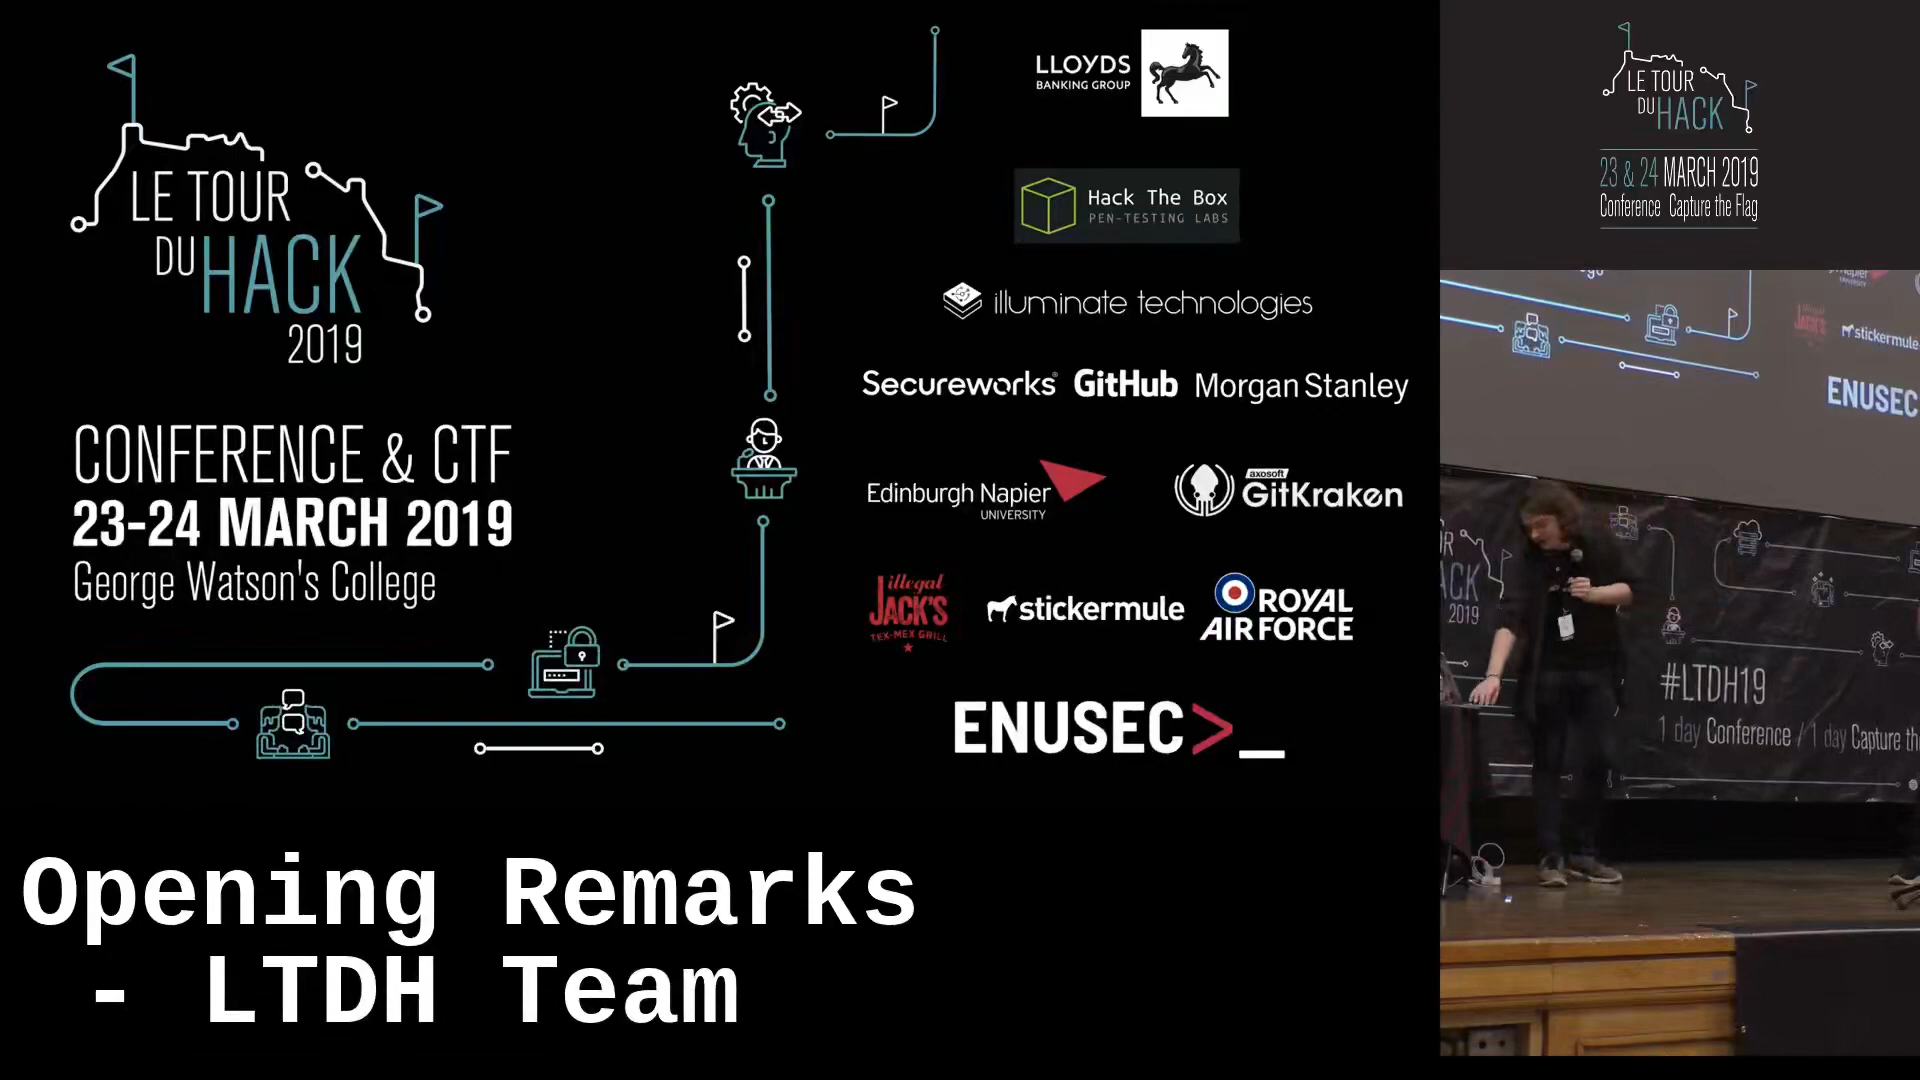 LE TOUR
DU HACK
2019
CONFERENCE & CTF
23-24 MARCH 2019
George Watson's College
LLOYDS
BANKING GROUP
Hack The Box
PEN-TESTING LABS
illuminate technologies
Secureworks GitHub Morgan Stanley
Edinburgh Napier
UNIVERSITY
axosoft
GitKraken
illegal
JACK'S
TEX-MEX GRILL
stickermule
ROYAL
AIR FORCE
ENUSEC>_
Opening Remarks
- LTDH Team
LE TOUR
DU HACK
23 & 24 MARCH 2019
Conference Capture the Flag
Napier
UNIVERSITY
JACK'S
stickermule
ENUSEC
2019
#LTDH19
1 day Conference / 1 day Capture th